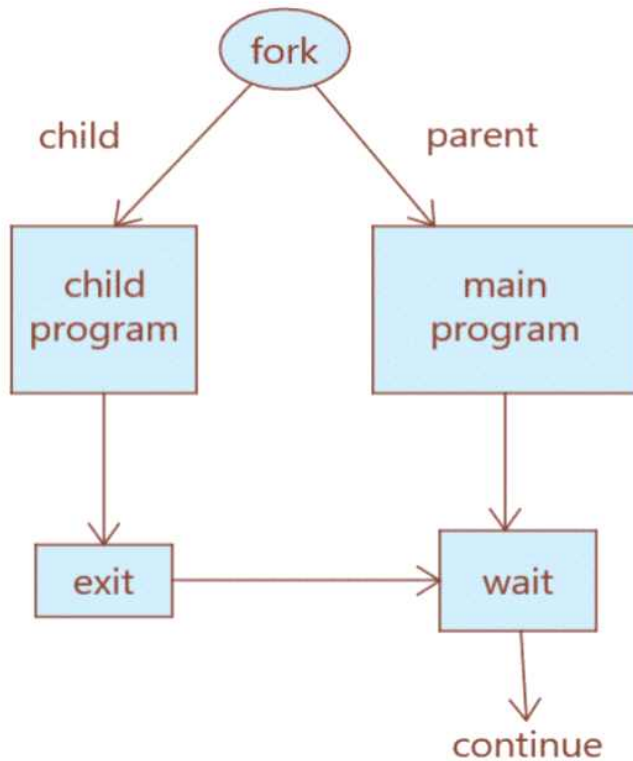 fork
child
parent
child
program
main
program
exit
wait
continue